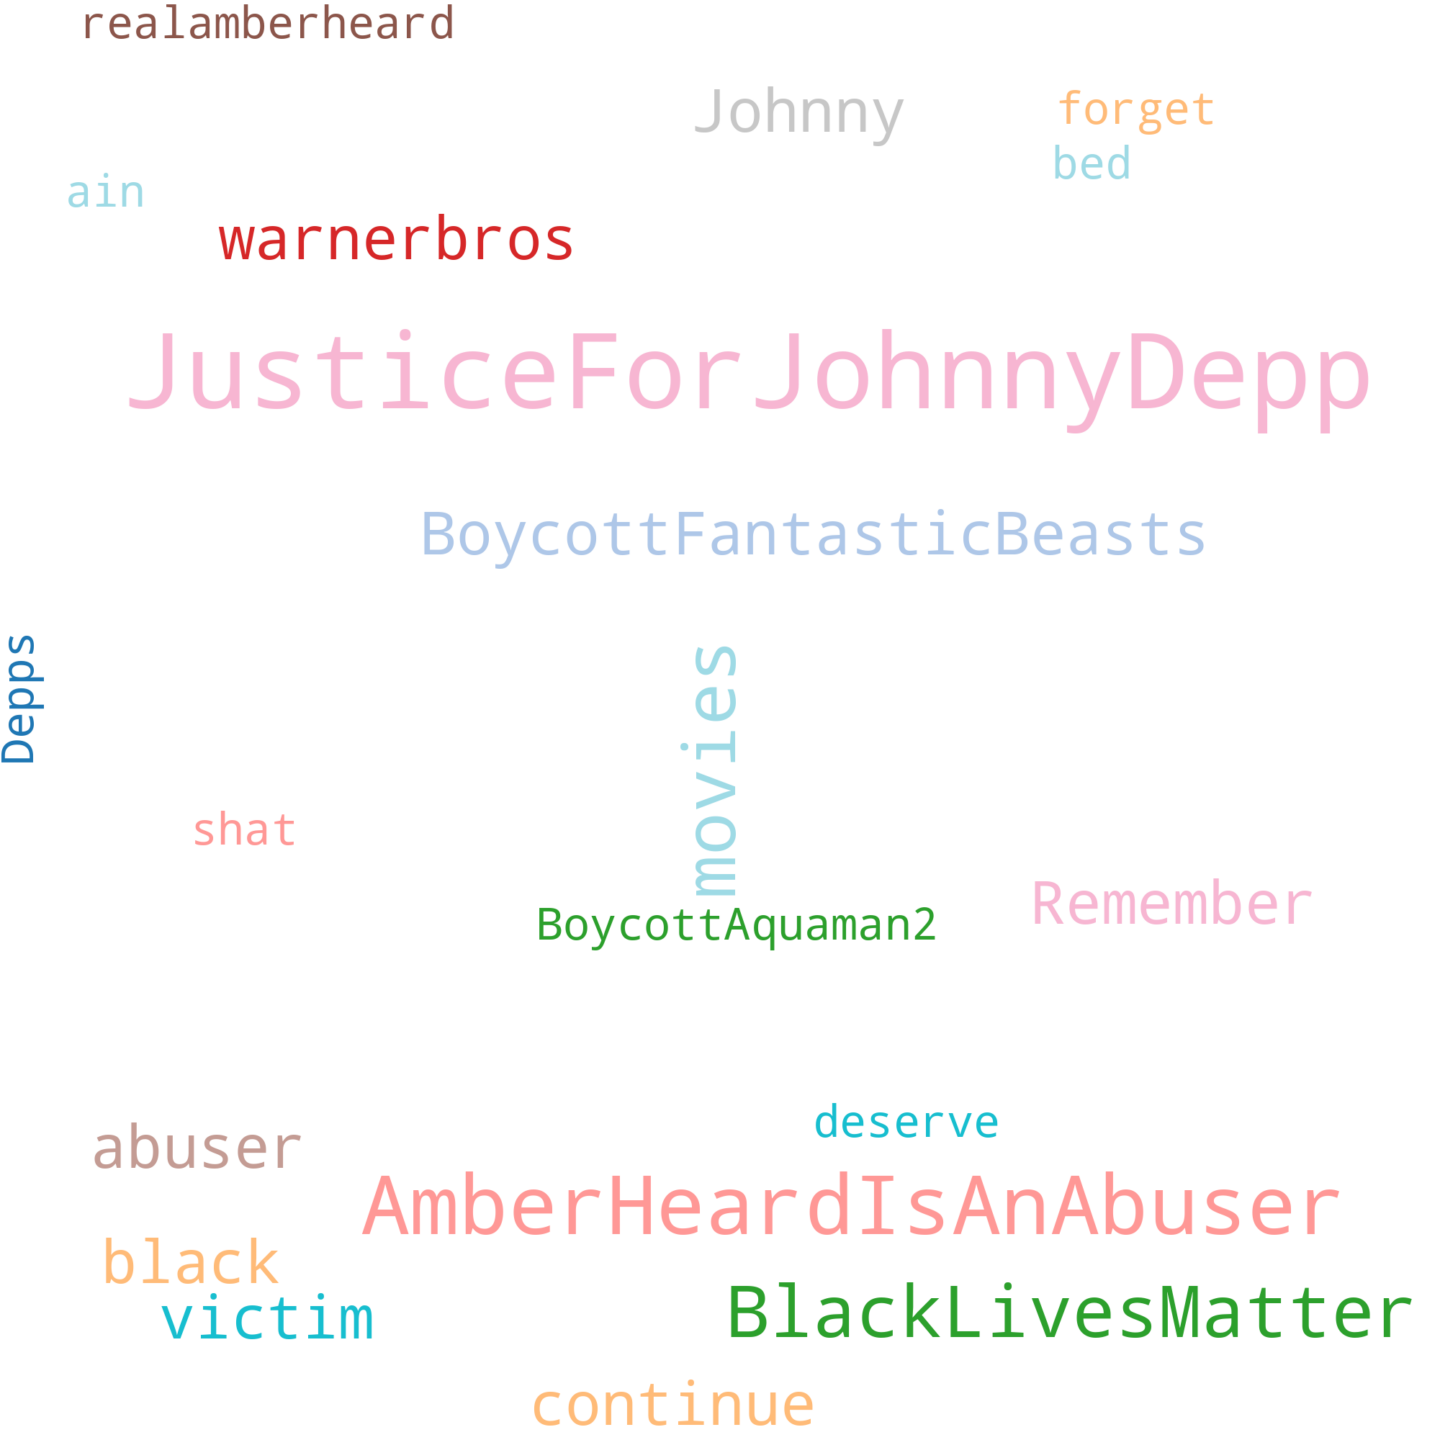 realamberheard
Johnny
forget
bed
ain
warnerbros
JusticeForJohnnyDepp
BoycottFantasticBeasts
Depps
movies
shat
Remember
BoycottAquaman2
deserve
abuser
AmberHeardIsAnAbuser
black
BlackLivesMatter
victim
continue